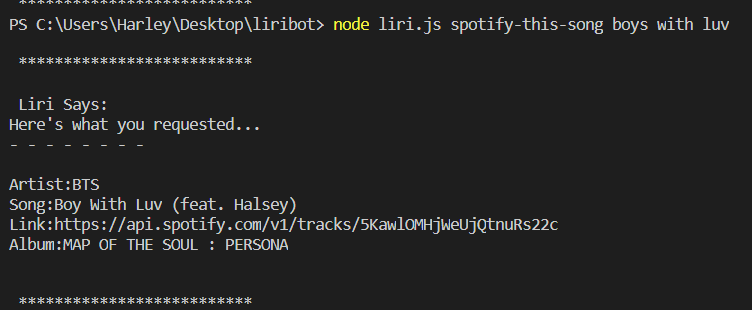 **************************
PS C:\Users\Harley\Desktop\liribot> node liri.js spotify-this-song boys with luv
**************************
Liri Says:
Here's what you requested...
- - - - - - - -
Artist:BTS
Song:Boy With Luv (feat. Halsey)
Link:https://api.spotify.com/v1/tracks/5KawlOMHjWeUjQtnuRs22c
Album:MAP OF THE SOUL : PERSONA
**************************